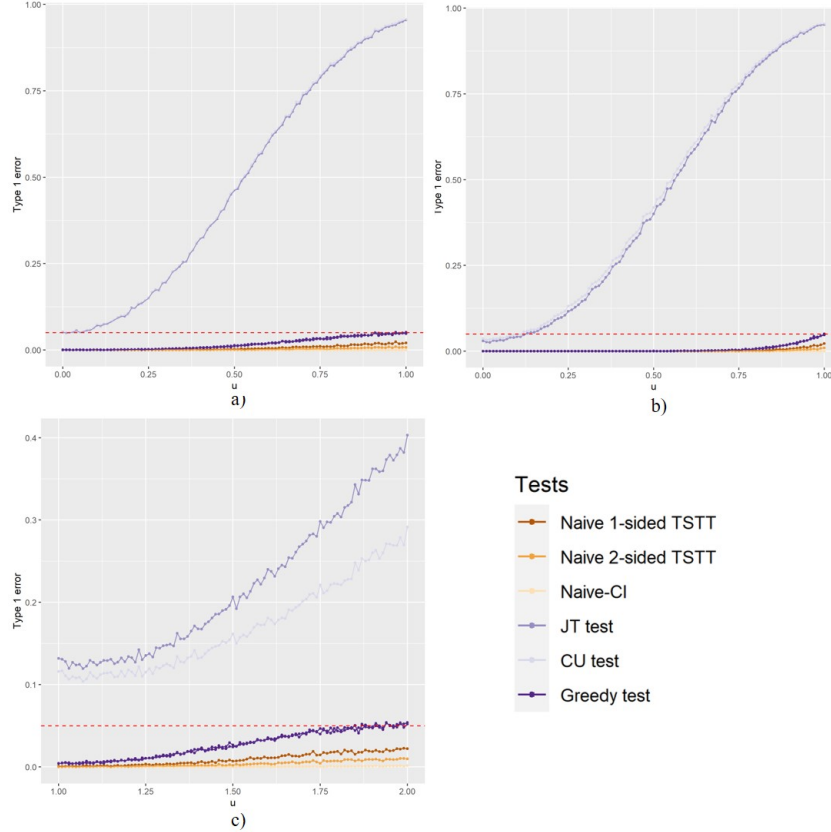 1.00
0.75
0.50
0.25
0.00
Type 1 error
0.00 0.25 0.50 0.75 1.00
u
a)
1.00
0.75
0.50
0.25
0.00
Type 1 error
0.00 0.25 0.50 0.75 1.00
u
b)
0.4
0.3
0.2
0.1
0.0
Type 1 error
1.00 1.25 1.50 1.75 2.00
u
c)
Tests
Naive 1-sided TSTT
Naive 2-sided TSTT
Naive-CI
JT test
CU test
Greedy test